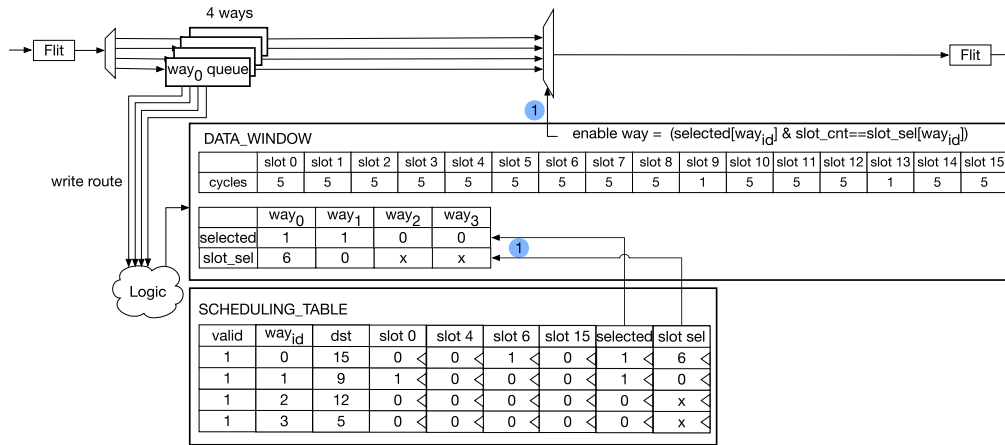 4 ways
Flit
way0 queue
Flit
1
enable way = (selected[wayid] & slot_cnt==slot_sel[wayid])
DATA_WINDOW
slot 0 slot 1 slot 2 slot 3 slot 4 slot 5 slot 6 slot 7 slot 8 slot 9 slot 10 slot 11 slot 12 slot 13 slot 14 slot 15
cycles 5 5 5 5 5 5 5 5 5 1 5 5 5 1 5 5
write route
way0 way1 way2 way3
selected 1 1 0 0
slot_sel 6 0 x x
1
Logic
SCHEDULING_TABLE
valid wayid dst slot 0 slot 4 slot 6 slot 15 selected slot sel
1 0 15 0 0 1 0 1 6
1 1 9 1 0 0 0 1 0
1 2 12 0 0 0 0 0 x
1 3 5 0 0 0 0 0 x